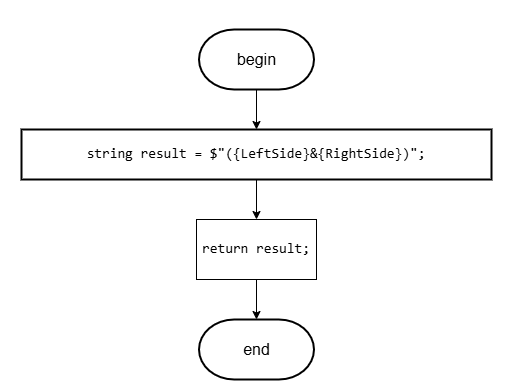 begin
string result = $"({LeftSide}&{RightSide})";
return result;
end